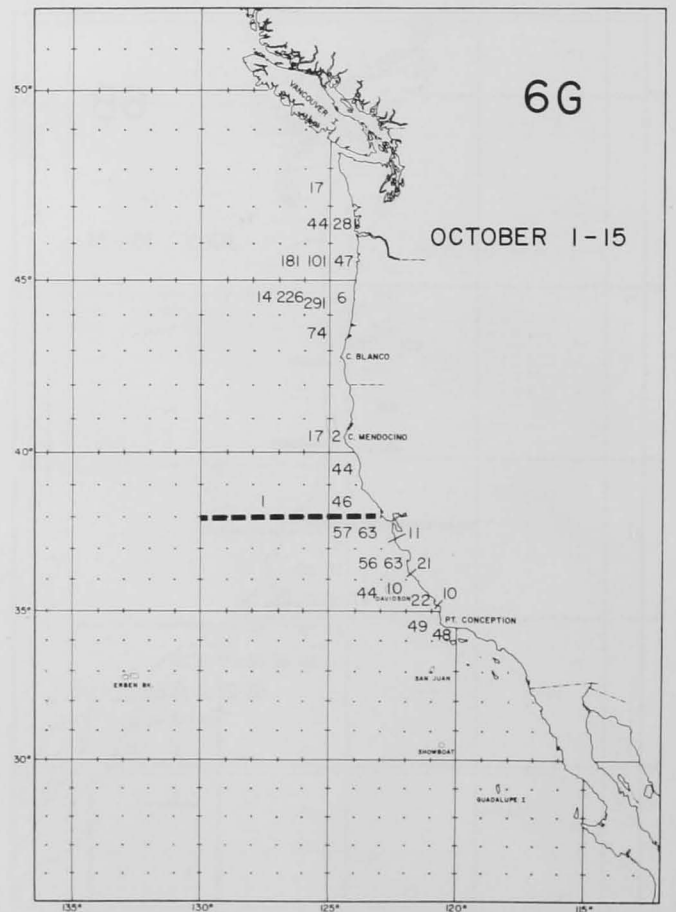 50°
VANCOUVER I.
6G
17
44 28
OCTOBER 1-15
181 101 47
45°
14 226 291 6
74
C. BLANCO
17 2 C. MENDOCINO
40°
44
1
46
57 63 11
56 63 21
44 10
DAVIDSON 22 10
35°
PT. CONCEPTION
49 48
SAN JUAN
ERBEN BK.
SHOWBOAT
30°
GUADALUPE I
135° 130° 125° 120° 115°